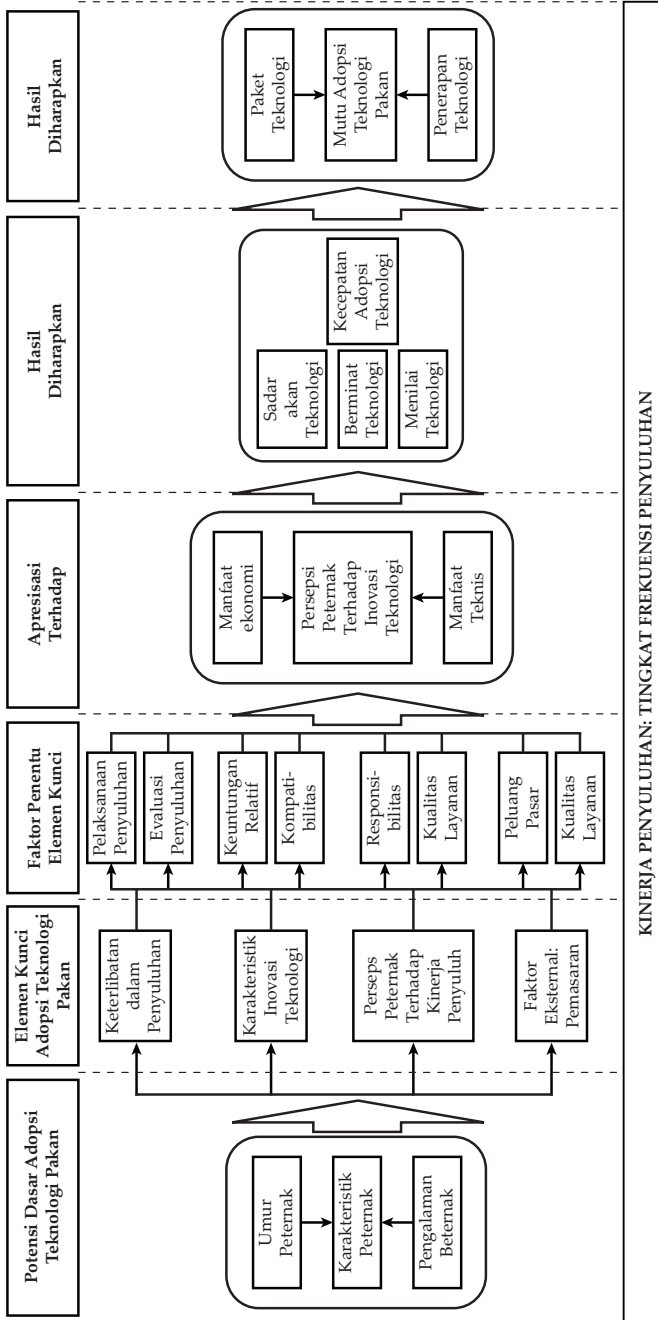 Potensi Dasar Adopsi
Teknologi Pakan
Elemen Kunci
Adopsi Teknologi
Pakan
Faktor Penentu
Elemen Kunci
Apresisasi
Terhadap
Hasil
Diharapkan
Hasil
Diharapkan
Umur
Peternak
Karakteristik
Peternak
Pengalaman
Beternak
Keterlibatan
dalam
Penyuluhan
Karakteristik
Inovasi
Teknologi
Perseps
Peternak
Terhadap
Kinerja
Penyuluh
Faktor
Eksternal:
Pemasaran
Pelaksanaan
Penyuluhan
Evaluasi
Penyuluhan
Keuntungan
Relatif
Kompati-
bilitas
Responsi-
bilitas
Kualitas
Layanan
Peluang
Pasar
Kualitas
Layanan
Manfaat
ekonomi
Persepsi
Peternak
Terhadap
Inovasi
Teknologi
Manfaat
Teknis
Sadar
akan
Teknologi
Berminat
Teknologi
Menilai
Teknologi
Kecepatan
Adopsi
Teknologi
Paket
Teknologi
Mutu Adopsi
Teknologi
Pakan
Penerapan
Teknologi
KINERJA PENYULUHAN: TINGKAT FREKUENSI PENYULUHAN